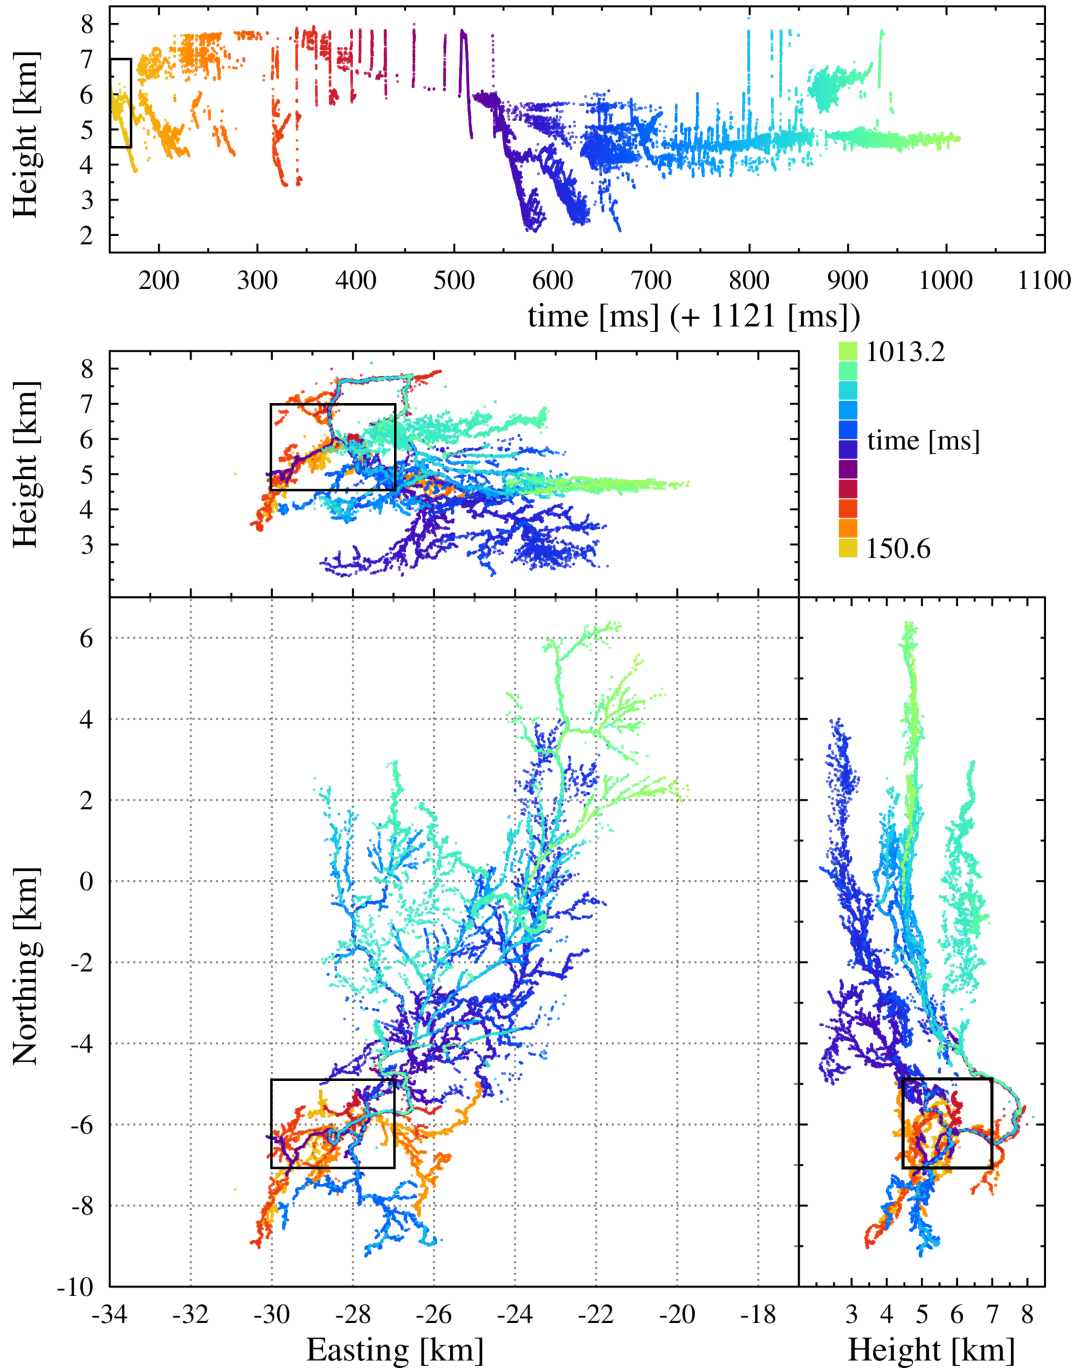 8
7
6
5
4
3
2
Height [km]
200 300 400 500 600 700 800 900 1000 1100
time [ms] (+ 1121 [ms])
8
7
6
5
4
3
Height [km]
1013.2
time [ms]
150.6
6
4
2
0
-2
-4
-6
-8
-10
Northing [km]
-34 -32 -30 -28 -26 -24 -22 -20 -18
Easting [km]
3 4 5 6 7 8
Height [km]